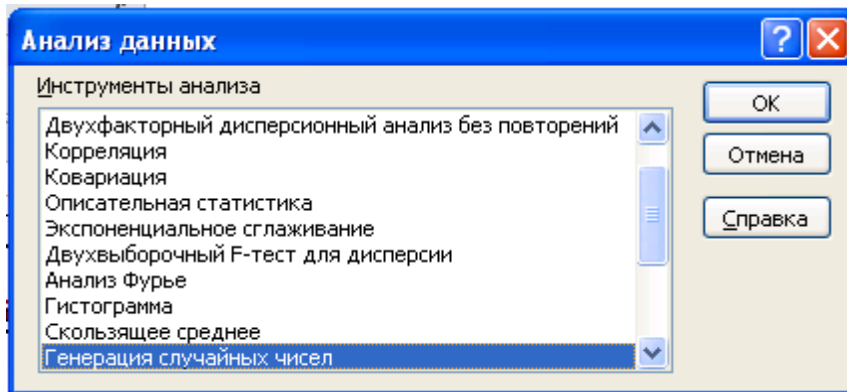 Анализ данных
Инструменты анализа
Двухфакторный дисперсионный анализ без повторений
Корреляция
Ковариация
Описательная статистика
Экспоненциальное сглаживание
Двухвыборочный F-тест для дисперсии
Анализ Фурье
Гистограмма
Скользящее среднее
Генерация случайных чисел
ОК
Отмена
Справка